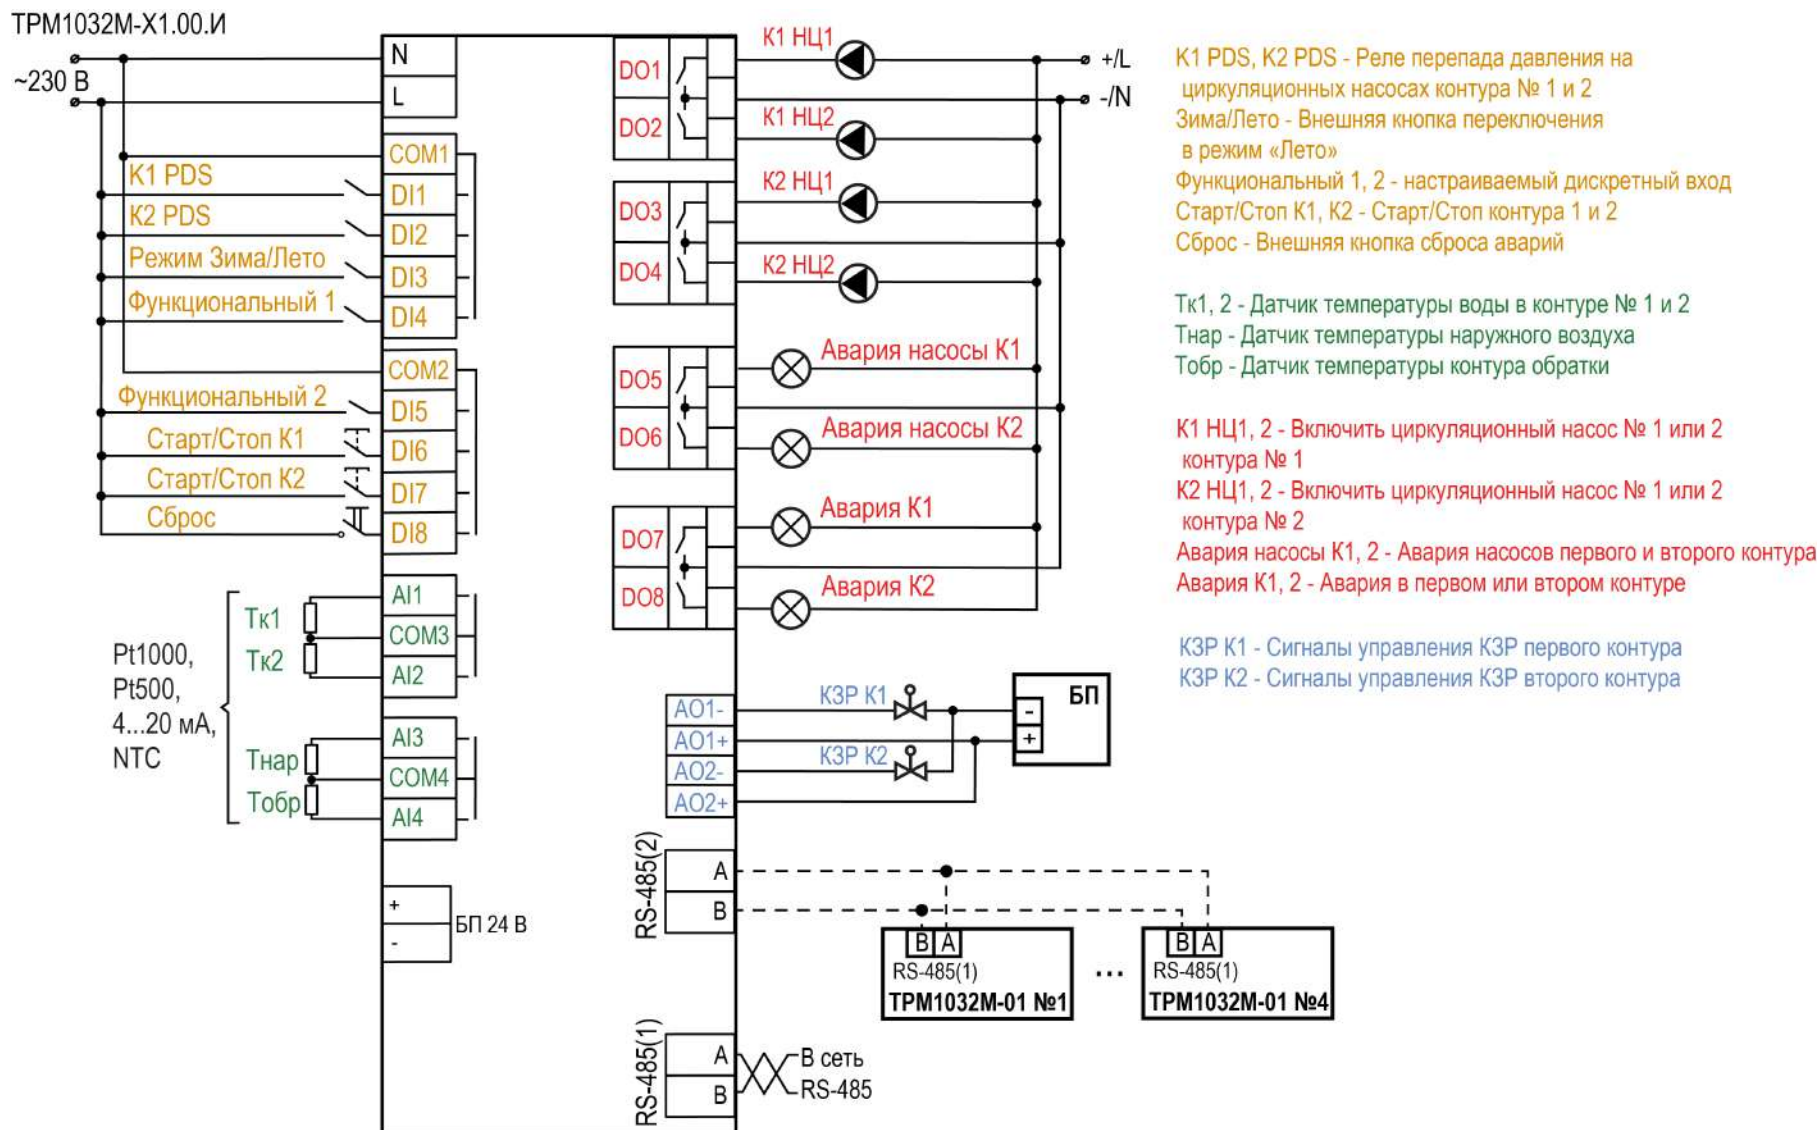 ТРМ1032М-Х1.00.И
~230 В
N
L
COM1
K1 PDS
DI1
K2 PDS
DI2
Режим Зима/Лето
DI3
Функциональный 1
DI4
COM2
Функциональный 2
DI5
Старт/Стоп К1
DI6
Старт/Стоп К2
DI7
Сброс
DI8
Pt1000,
Pt500,
4...20 мА,
NTC
Тк1
Тк2
AI1
COM3
AI2
Тнар
Тобр
AI3
COM4
AI4
+
-
БП 24 В
DO1
DO2
К1 НЦ1
К1 НЦ2
+/L
-/N
DO3
DO4
К2 НЦ1
К2 НЦ2
DO5
DO6
Авария насосы К1
Авария насосы К2
DO7
DO8
Авария К1
Авария К2
AO1-
AO1+
AO2-
AO2+
КЗР К1
КЗР К2
БП
-
+
RS-485(2)
A
B
B A
RS-485(1)
ТРМ1032М-01 №1
...
B A
RS-485(1)
ТРМ1032М-01 №4
RS-485(1)
A
B
В сеть
RS-485
K1 PDS, K2 PDS - Реле перепада давления на
циркуляционных насосах контура № 1 и 2
Зима/Лето - Внешняя кнопка переключения
в режим «Лето»
Функциональный 1, 2 - настраиваемый дискретный вход
Старт/Стоп К1, К2 - Старт/Стоп контура 1 и 2
Сброс - Внешняя кнопка сброса аварий
Тк1, 2 - Датчик температуры воды в контуре № 1 и 2
Тнар - Датчик температуры наружного воздуха
Тобр - Датчик температуры контура обратки
К1 НЦ1, 2 - Включить циркуляционный насос № 1 или 2
контура № 1
К2 НЦ1, 2 - Включить циркуляционный насос № 1 или 2
контура № 2
Авария насосы К1, 2 - Авария насосов первого и второго контура
Авария К1, 2 - Авария в первом или втором контуре
КЗР К1 - Сигналы управления КЗР первого контура
КЗР К2 - Сигналы управления КЗР второго контура